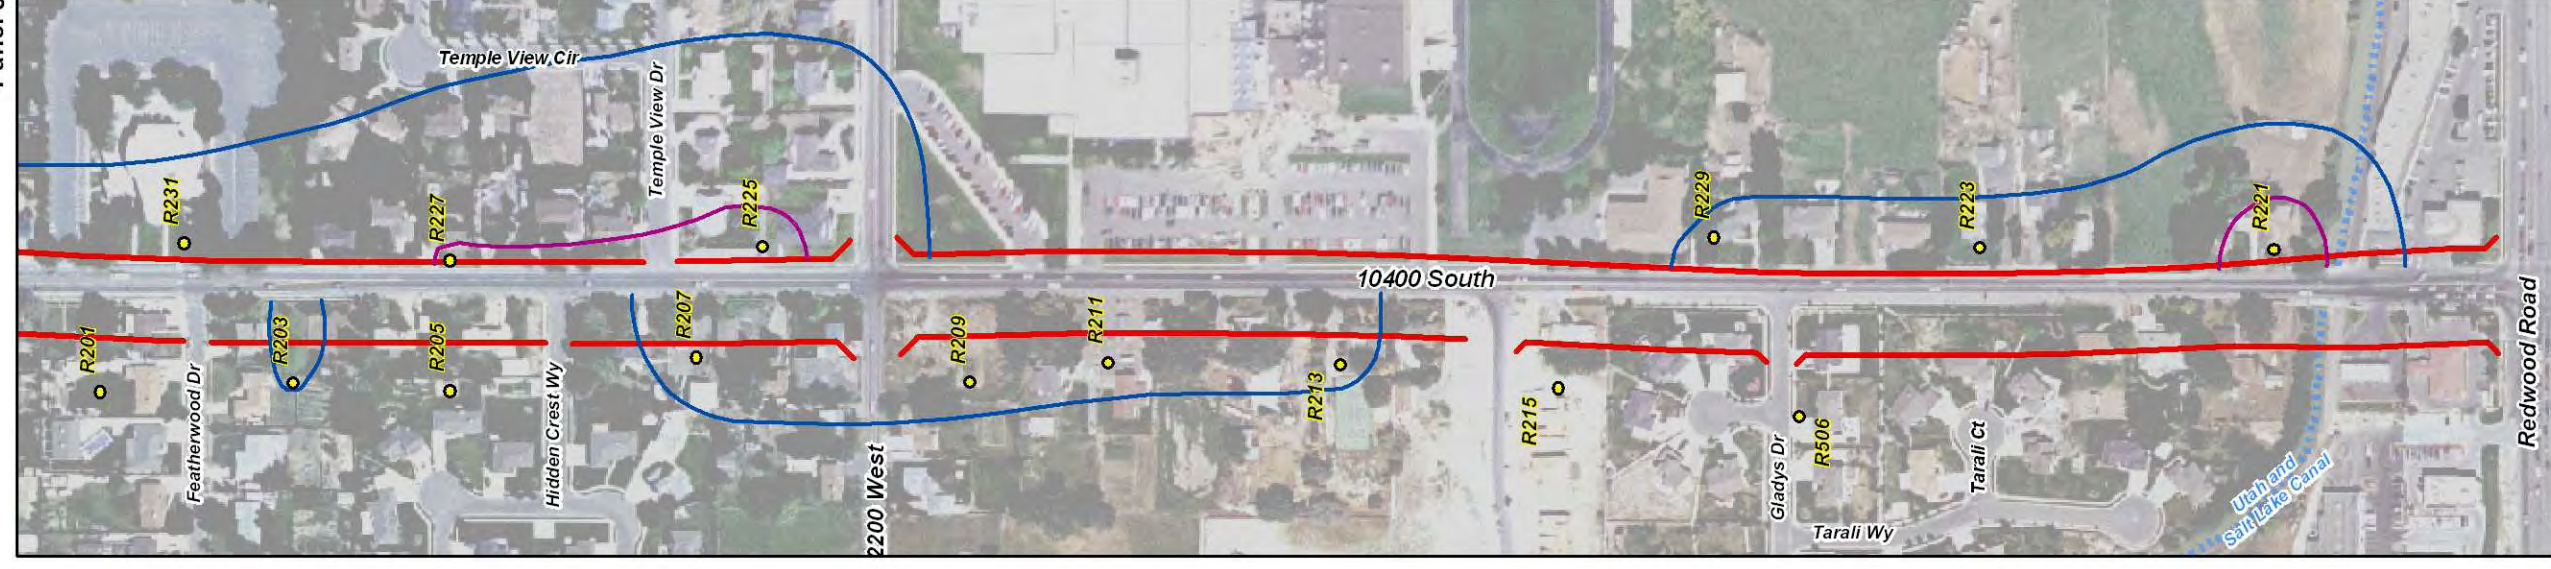 Temple View Cir
Temple View Dr
R231
R227
R225
R229
R223
R221
10400 South
R201
R203
R205
R207
R209
R211
R213
R215
R506
Featherwood Dr
Hidden Crest Wy
2200 West
Gladys Dr
Tarali Ct
Tarali Wy
Utah and
Salt Lake Canal
Redwood Road